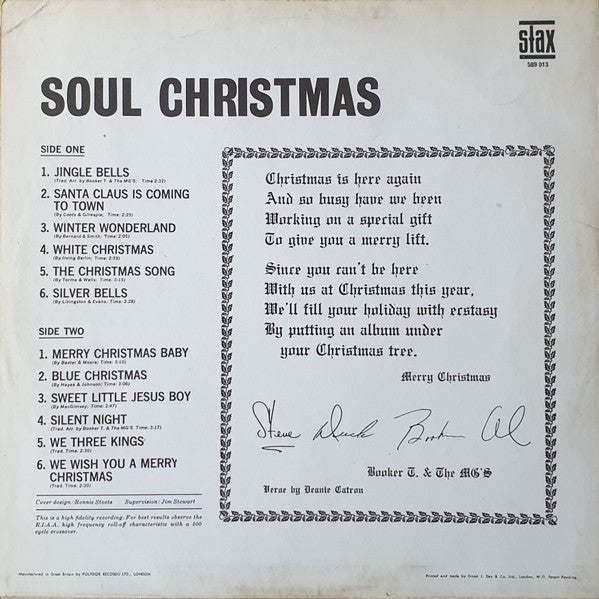 stax
589 013
SOUL CHRISTMAS
SIDE ONE
1. JINGLE BELLS
(Trad. Arr. by Booker T. & The MG'S; Time 2:32)
2. SANTA CLAUS IS COMING
TO TOWN
(By Coots & Gillespie; Time: 2:25)
3. WINTER WONDERLAND
(By Bernard & Smith; Time: 2:05)
4. WHITE CHRISTMAS
(By Irving Berlin; Time: 2:59)
5. THE CHRISTMAS SONG
(By Torme & Wells; Time: 3:15)
6. SILVER BELLS
(By Livingston & Evans; Time: 2:28)
SIDE TWO
1. MERRY CHRISTMAS BABY
(By Baxter & Moore; Time: 3:10)
2. BLUE CHRISTMAS
(By Hayes & Johnson; Time: 3:06)
3. SWEET LITTLE JESUS BOY
(By MacGimsey; Time: 2:47)
4. SILENT NIGHT
(Trad. Arr. by Booker T. & The MG'S. Time: 3:17)
5. WE THREE KINGS
(Trad. Time: 2:30)
6. WE WISH YOU A MERRY
CHRISTMAS
(Trad. Time: 2:30)
Cover design: Ronnie Stoots Supervision: Jim Stewart
This is a high fidelity recording. For best results observe the
R.I.A.A. high frequency roll-off characteristic with a 500
cycle crossover.
Christmas is here again
And so busy have we been
Working on a special gift
To give you a merry lift.
Since you can't be here
With us at Christmas this year,
We'll fill your holiday with ecstasy
By putting an album under
your Christmas tree.
Merry Christmas
Steve Duck Booker Al
Booker T. & The MG'S
Verse by Deanie Catron
Manufactured in Great Britain by POLYDOR RECORDS LTD., LONDON
Printed and made by Ernest J. Day & Co. Ltd., London, W.11. Patent Pending.